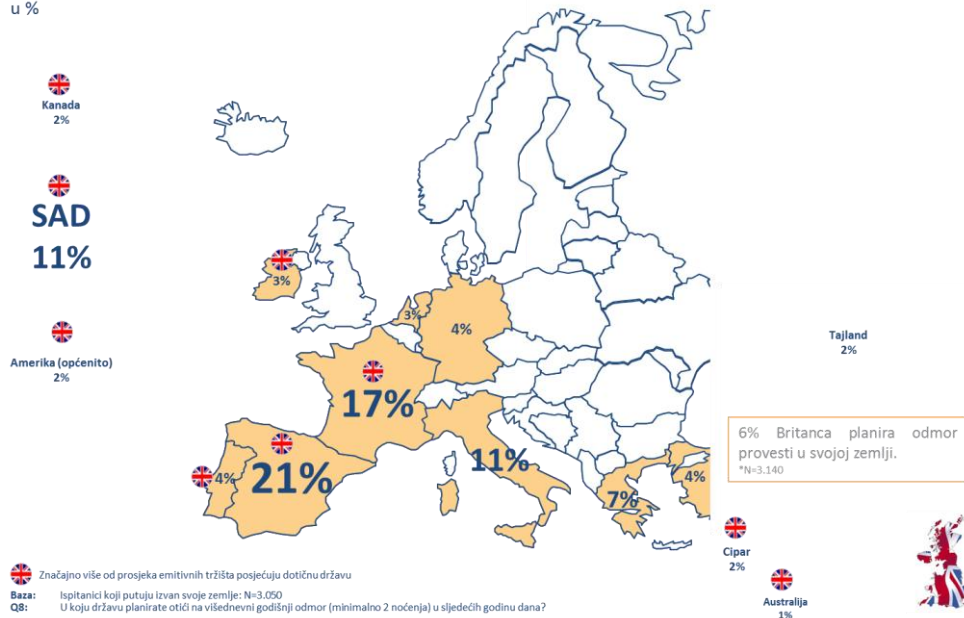 u %
Kanada
2%
SAD
11%
3%
3%
4%
Amerika (općenito)
2%
Tajland
2%
17%
6% Britanca planira odmor
provesti u svojoj zemlji.
*N=3.140
11%
4%
21%
4%
7%
Cipar
2%
Australija
1%
Značajno više od prosjeka emitivnih tržišta posjećuju dotičnu državu
Baza: Ispitanici koji putuju izvan svoje zemlje: N=3.050
Q8: U koju državu planirate otići na višednevni godišnji odmor (minimalno 2 noćenja) u sljedećih godinu dana?